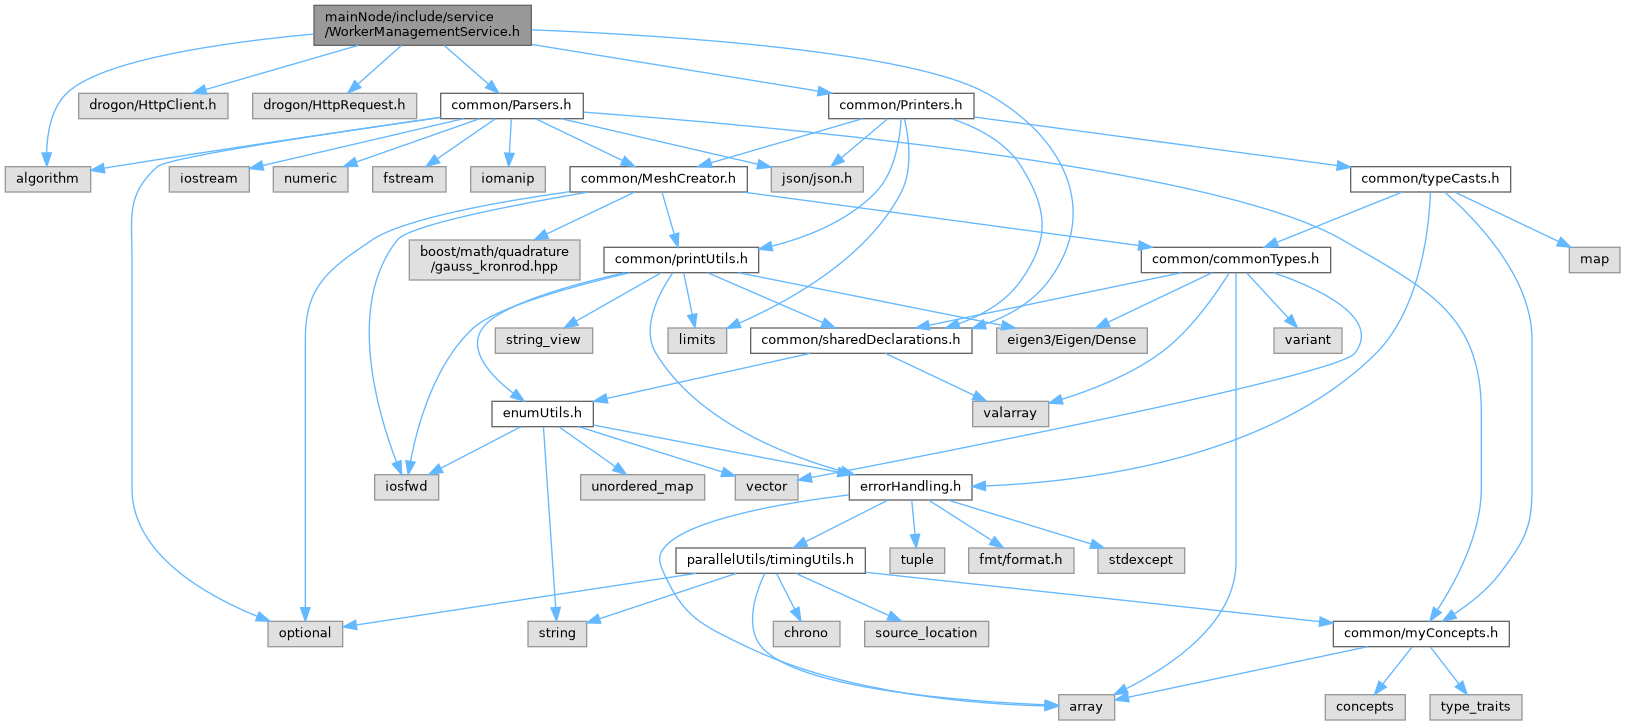 mainNode/include/service
/WorkerManagementService.h
drogon/HttpClient.h
drogon/HttpRequest.h
common/Parsers.h
common/Printers.h
algorithm
iostream
numeric
fstream
iomanip
common/MeshCreator.h
json/json.h
common/typeCasts.h
boost/math/quadrature
/gauss_kronrod.hpp
common/printUtils.h
common/commonTypes.h
map
string_view
limits
common/sharedDeclarations.h
eigen3/Eigen/Dense
variant
enumUtils.h
valarray
iosfwd
unordered_map
vector
errorHandling.h
parallelUtils/timingUtils.h
tuple
fmt/format.h
stdexcept
optional
string
chrono
source_location
common/myConcepts.h
array
concepts
type_traits